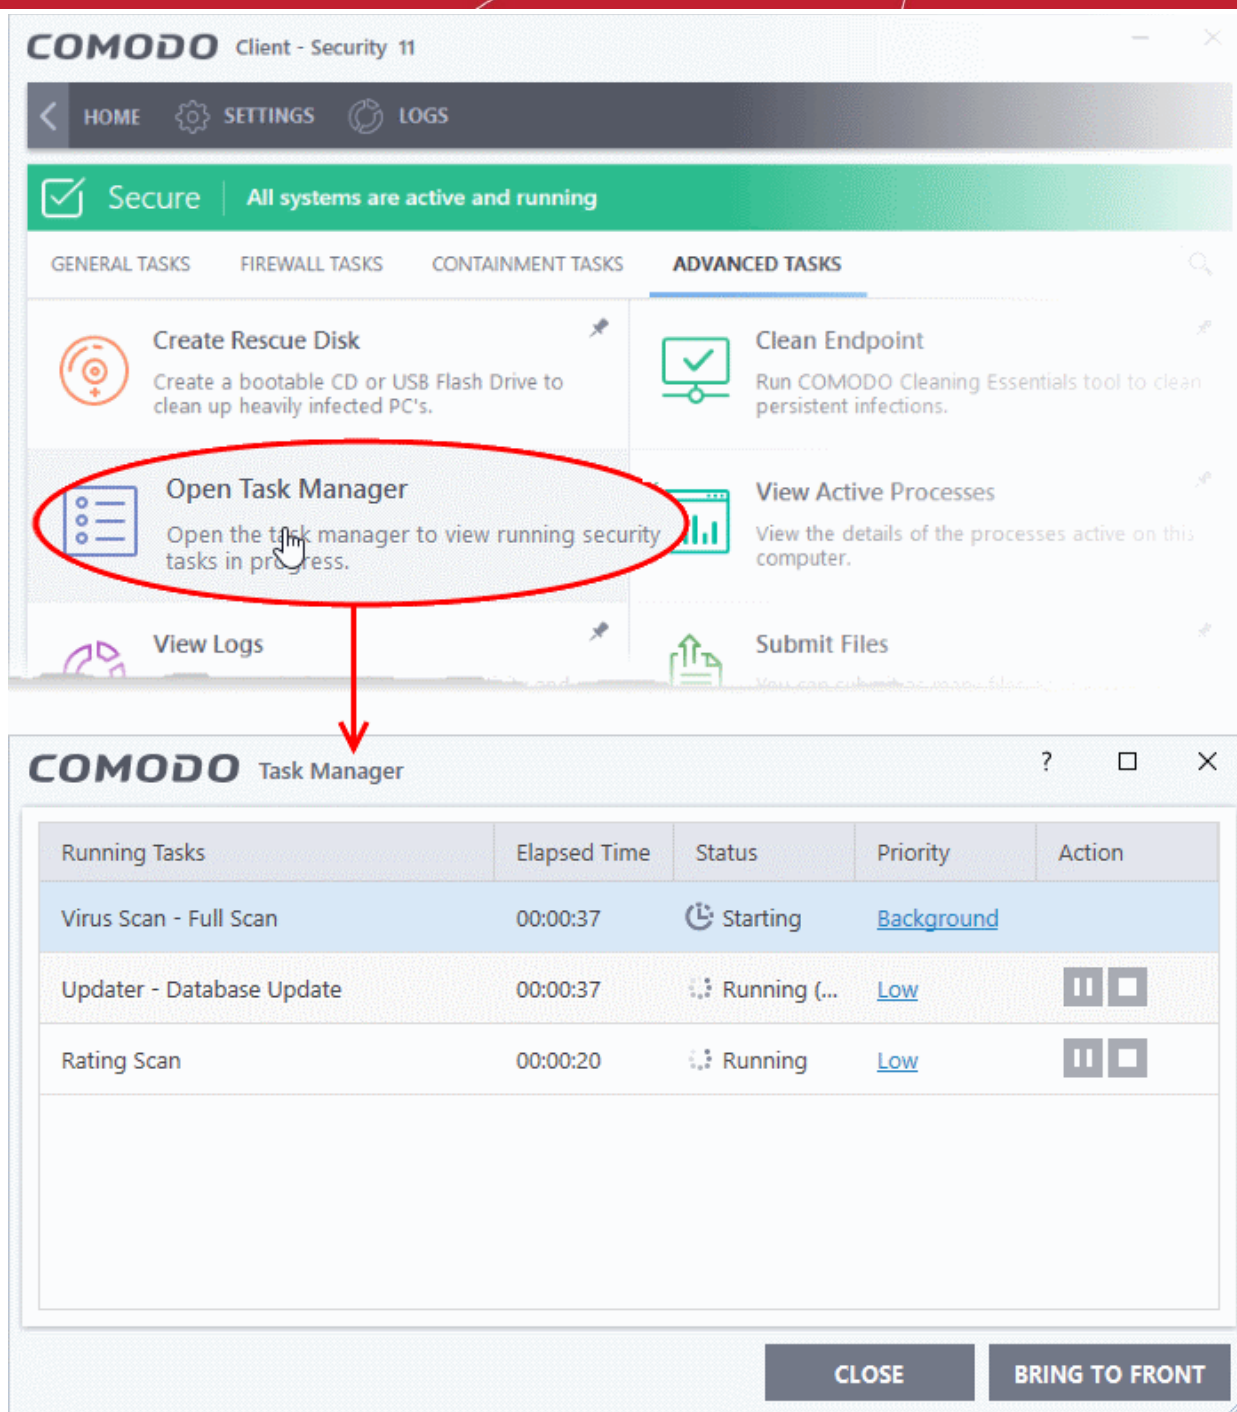 COMODO Client - Security 11
HOME SETTINGS LOGS
Secure All systems are active and running
GENERAL TASKS FIREWALL TASKS CONTAINMENT TASKS ADVANCED TASKS
Create Rescue Disk
Create a bootable CD or USB Flash Drive to
clean up heavily infected PC's.
Clean Endpoint
Run COMODO Cleaning Essentials tool to clean
persistent infections.
Open Task Manager
Open the task manager to view running security
tasks in progress.
View Active Processes
View the details of the processes active on this
computer.
View Logs
Submit Files
You can submit as many files
COMODO Task Manager
?
Running Tasks Elapsed Time Status Priority Action
Virus Scan - Full Scan 00:00:37 Starting Background
Updater - Database Update 00:00:37 Running (... Low
Rating Scan 00:00:20 Running Low
CLOSE BRING TO FRONT